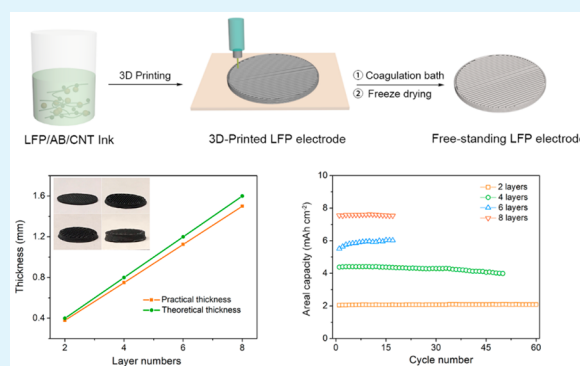 LFP/AB/CNT Ink
3D Printing
3D-Printed LFP electrode
① Coagulation bath
② Freeze drying
Free-standing LFP electrode
Thickness (mm)
1.6
1.2
0.8
0.4
Practical thickness
Theoretical thickness
2
4
6
8
Layer numbers
Areal capacity (mAh cm⁻²)
10
8
6
4
2
0
2 layers
4 layers
6 layers
8 layers
0
15
30
45
60
Cycle number